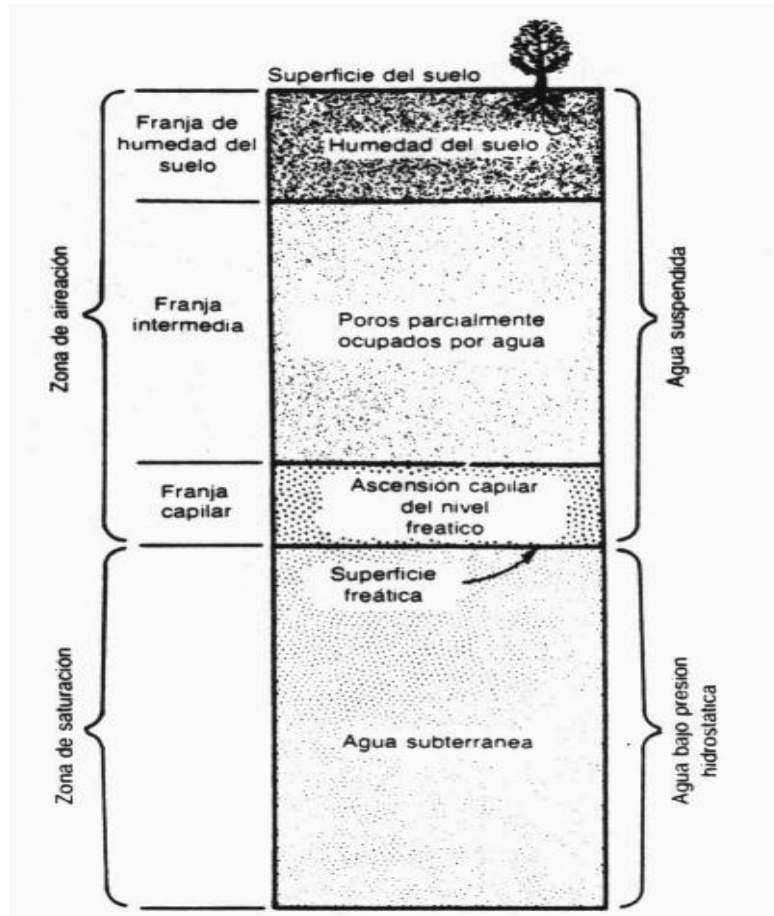 Superficie del suelo
Franja de
humedad del
suelo
Humedad del suelo
Zona de aireación
Franja
intermedia
Poros parcialmente
ocupados por agua
Agua suspendida
Franja
capilar
Ascensión capilar
del nivel
freatico
Superficie
freática
Zona de saturación
Agua subterranea
Agua bajo presion
hidrostática